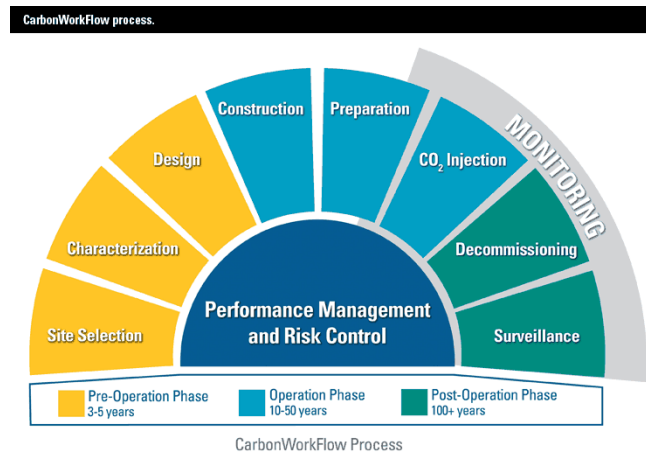 CarbonWorkFlow process.
Site Selection
Characterization
Design
Construction
Preparation
CO₂ Injection
Decommissioning
Surveillance
MONITORING
Performance Management
and Risk Control
Pre-Operation Phase
3-5 years
Operation Phase
10-50 years
Post-Operation Phase
100+ years
CarbonWorkFlow Process